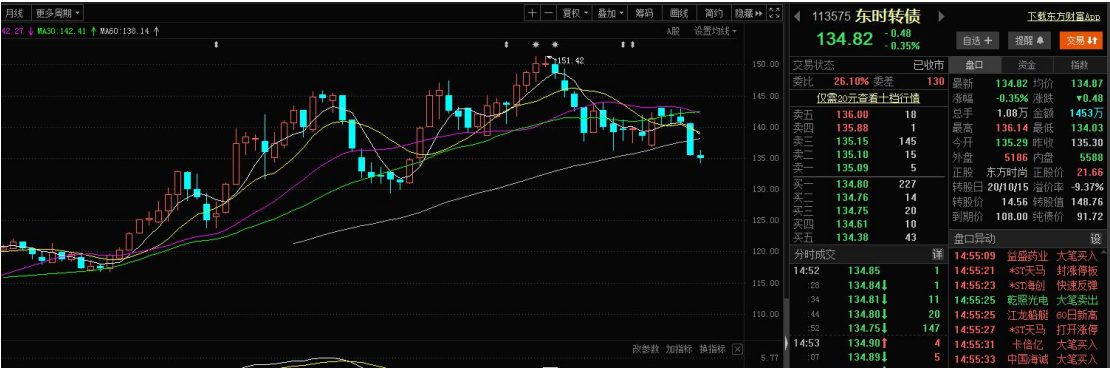 月线 更多周期 复权 叠加 筹码 画线 简约 隐藏
42.27 MA30:142.41 MA60:138.14
A股 设置均线
151.42
150.00
145.00
140.00
135.00
130.00
125.00
120.00
115.00
110.00
改参数 加指标 换指标
5.77
113575 东时转债 下载东方财富App
134.82 -0.48 -0.35% 自选 + 提醒 交易
交易状态 已收市
委比 26.10% 委差 130
仅需20元查看十档行情
卖五 136.00 18
卖四 135.88 1
卖三 135.15 145
卖二 135.10 15
卖一 135.09 5
买一 134.80 227
买二 134.76 14
买三 134.75 20
买四 134.61 10
买五 134.38 43
分时成交 详
14:52 134.85 1
:28 134.84 1
:34 134.81 11
:44 134.80 20
:52 134.75 147
14:53 134.90 4
:07 134.89 5
盘口 资金 指数
最新 134.82 均价 134.87
涨幅 -0.35% 涨跌 ▼0.48
总手 1.08万 金额 1453万
最高 136.14 最低 134.03
今开 135.29 昨收 135.30
外盘 5186 内盘 5588
正股 东方时尚 正股价 21.66
转股日 20/10/15 溢价率 -9.37%
转股价 14.56 转股值 148.76
到期价 108.00 纯债价 91.72
盘口异动 设
14:55:09 益盛药业 大笔买入
14:55:21 *ST天马 封涨停板
14:55:23 *ST海创 快速反弹
14:55:25 乾照光电 大笔卖出
14:55:25 江龙船艇 60日新高
14:55:27 *ST天马 打开涨停
14:55:31 卡倍亿 大笔买入
14:55:33 中国海诚 大笔买入